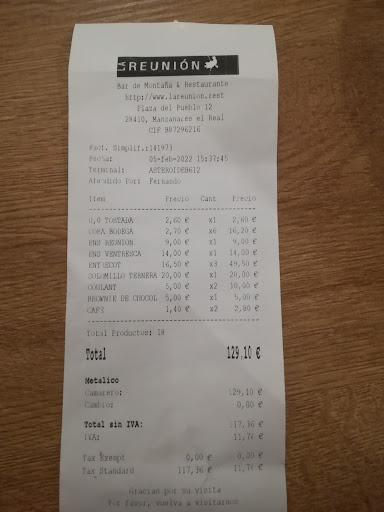 LA REUNIÓN
Bar de Montaña & Restaurante
http://www.lareunion.rest
Plaza del Pueblo 12
28410, Manzanares el Real
CIF B87296216
Fact. Simplif.:141973
Fecha: 05-feb-2022 15:37:45
Terminal: ASTEROIDEB612
Atendido Por: Fernando
Item Precio Cant Precio
0,0 TOSTADA 2,60 € x1 2,60 €
COPA BODEGA 2,70 € x6 16,20 €
ENS REUNION 9,00 € x1 9,00 €
ENS VENTRESCA 14,00 € x1 14,00 €
ENTRECOT 16,50 € x3 49,50 €
SOLOMILLO TERNERA 20,00 € x1 20,00 €
COULANT 5,00 € x2 10,00 €
BROWNIE DE CHOCOL 5,00 € x1 5,00 €
CAFE 1,40 € x2 2,80 €
Total Productos: 18
Total 129,10 €
Metalico
Camarero: 129,10 €
Cambio: 0,00 €
Total sin IVA: 117,36 €
IVA: 11,74 €
Tax Exempt 0,00 € 0,00 €
Tax Standard 117,36 € 11,74 €
Gracias por su visita
Por favor, vuelva a visitarnos